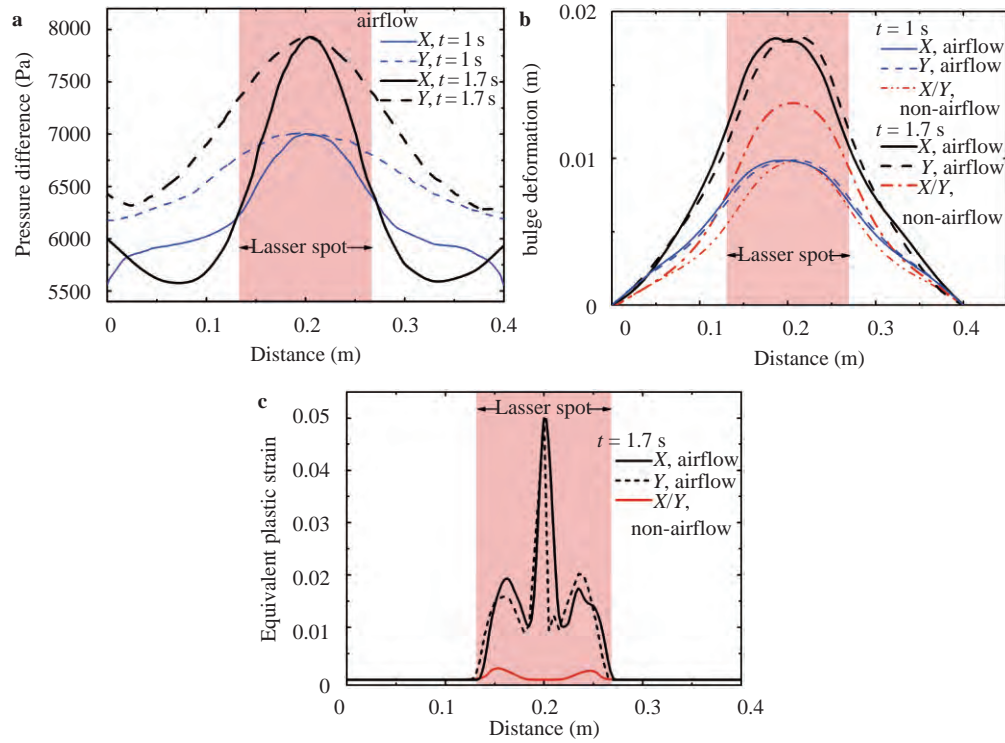 a
airflow
X, t = 1 s
Y, t = 1 s
X, t = 1.7 s
Y, t = 1.7 s
8000
7500
7000
6500
6000
5500
Pressure difference (Pa)
Lasser spot
0
0.1
0.2
0.3
0.4
Distance (m)
b
0.02
0.01
0
bulge deformation (m)
t = 1 s
X, airflow
Y, airflow
X/Y,
non-airflow
t = 1.7 s
X, airflow
Y, airflow
X/Y,
non-airflow
Lasser spot
0
0.1
0.2
0.3
0.4
Distance (m)
c
Lasser spot
0.05
0.04
0.03
0.02
0.01
0
Equivalent plastic strain
t = 1.7 s
X, airflow
Y, airflow
X/Y,
non-airflow
0
0.1
0.2
0.3
0.4
Distance (m)